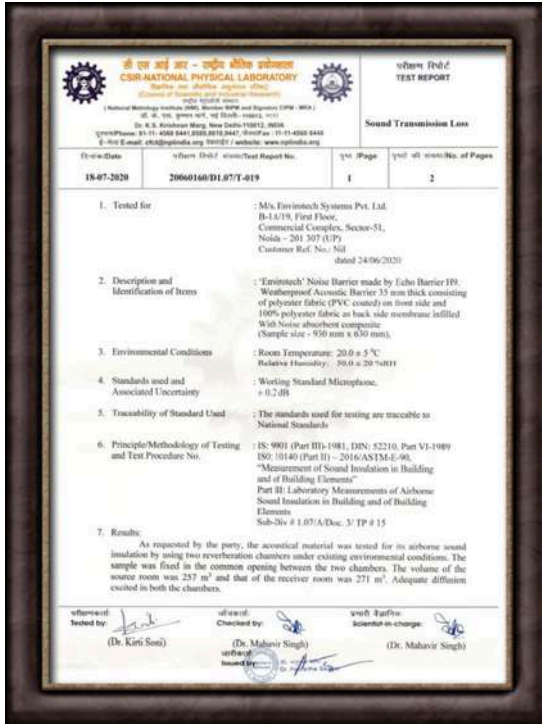 सी एस आई आर - राष्ट्रीय भौतिक प्रयोगशाला
CSIR-NATIONAL PHYSICAL LABORATORY
(Council of Scientific and Industrial Research)
( National Metrology Institute (NMI), Member BIPM and Signatory CIPM - MRA )
Dr. K.S. Krishnan Marg, New Delhi-110012, INDIA
परीक्षण रिपोर्ट
TEST REPORT
Sound Transmission Loss
दिनांक/Date
परीक्षण रिपोर्ट संख्या/Test Report No.
पृष्ठ /Page
पृष्ठों की संख्या/No. of Pages
18-07-2020
20060160/D1.07/T-019
1
2
1. Tested for : M/s. Envirotech Systems Pvt. Ltd.
B-1A/19, First Floor,
Commercial Complex, Sector-51,
Noida – 201 307 (UP)
Customer Ref. No.: Nil
dated 24/06/2020
2. Description and : 'Envirotech' Noise Barrier made by Echo Barrier H9.
Identification of Items Weatherproof Acoustic Barrier 35 mm thick consisting
of polyester fabric (PVC coated) on front side and
100% polyester fabric as back side membrane infilled
With Noise absorbent composite
(Sample size - 930 mm x 630 mm),
3. Environmental Conditions : Room Temperature: 20.0 ± 5 °C
Relative Humidity: 50.0 ± 20 %RH
4. Standards used and : Working Standard Microphone,
Associated Uncertainty ± 0.2 dB
5. Traceability of Standard Used : The standards used for testing are traceable to
National Standards
6. Principle/Methodology of Testing : IS: 9901 (Part III)-1981, DIN: 52210, Part VI-1989
and Test Procedure No. ISO: 10140 (Part II) – 2016/ASTM-E-90,
"Measurement of Sound Insulation in Building
and of Building Elements"
Part III: Laboratory Measurements of Airborne
Sound Insulation in Building and of Building
Elements
Sub-Div # 1.07/A/Doc. 3/ TP # 15
7. Results:
As requested by the party, the acoustical material was tested for its airborne sound
insulation by using two reverberation chambers under existing environmental conditions. The
sample was fixed in the common opening between the two chambers. The volume of the
source room was 257 m³ and that of the receiver room was 271 m³. Adequate diffusion
excited in both the chambers.
Tested by:
Checked by:
Scientist-in-charge:
(Dr. Kirti Soni)
(Dr. Mahavir Singh)
(Dr. Mahavir Singh)
Issued by: